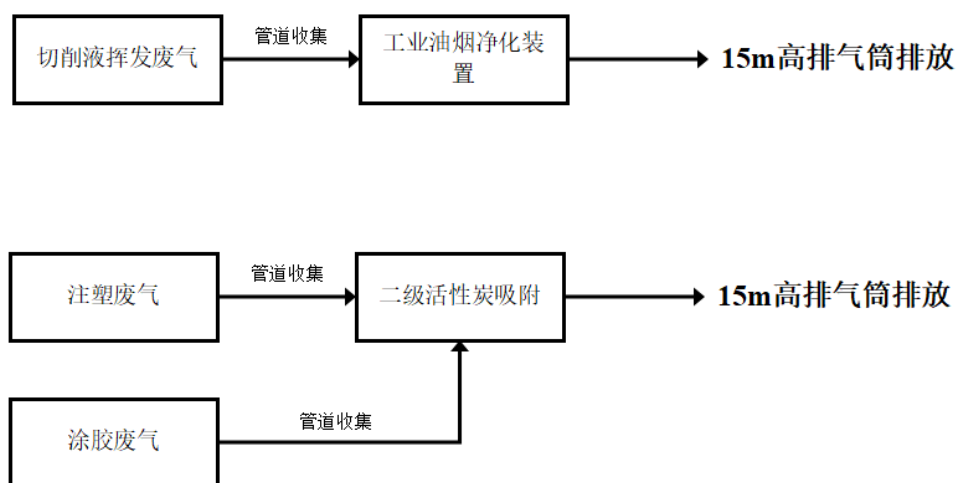 管道收集
切削液挥发废气
工业油烟净化装
置
15m高排气筒排放
管道收集
注塑废气
二级活性炭吸附
15m高排气筒排放
管道收集
涂胶废气